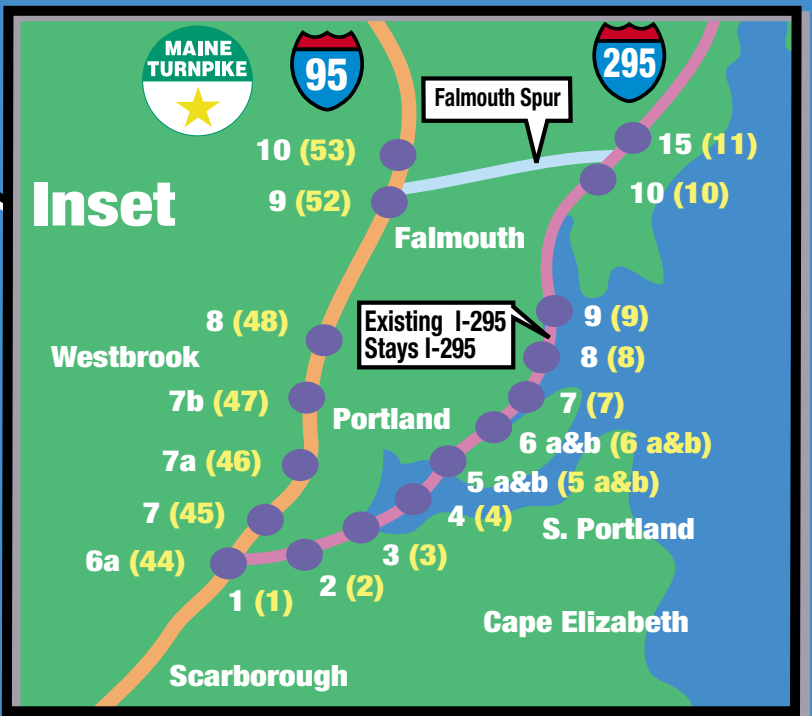 MAINE
TURNPIKE
95
295
Falmouth Spur
10 (53)
15 (11)
Inset
9 (52)
10 (10)
Falmouth
8 (48)
Existing I-295
Stays I-295
9 (9)
Westbrook
8 (8)
7b (47)
Portland
7 (7)
6 a&b (6 a&b)
7a (46)
5 a&b (5 a&b)
7 (45)
4 (4)
S. Portland
6a (44)
3 (3)
2 (2)
1 (1)
Cape Elizabeth
Scarborough